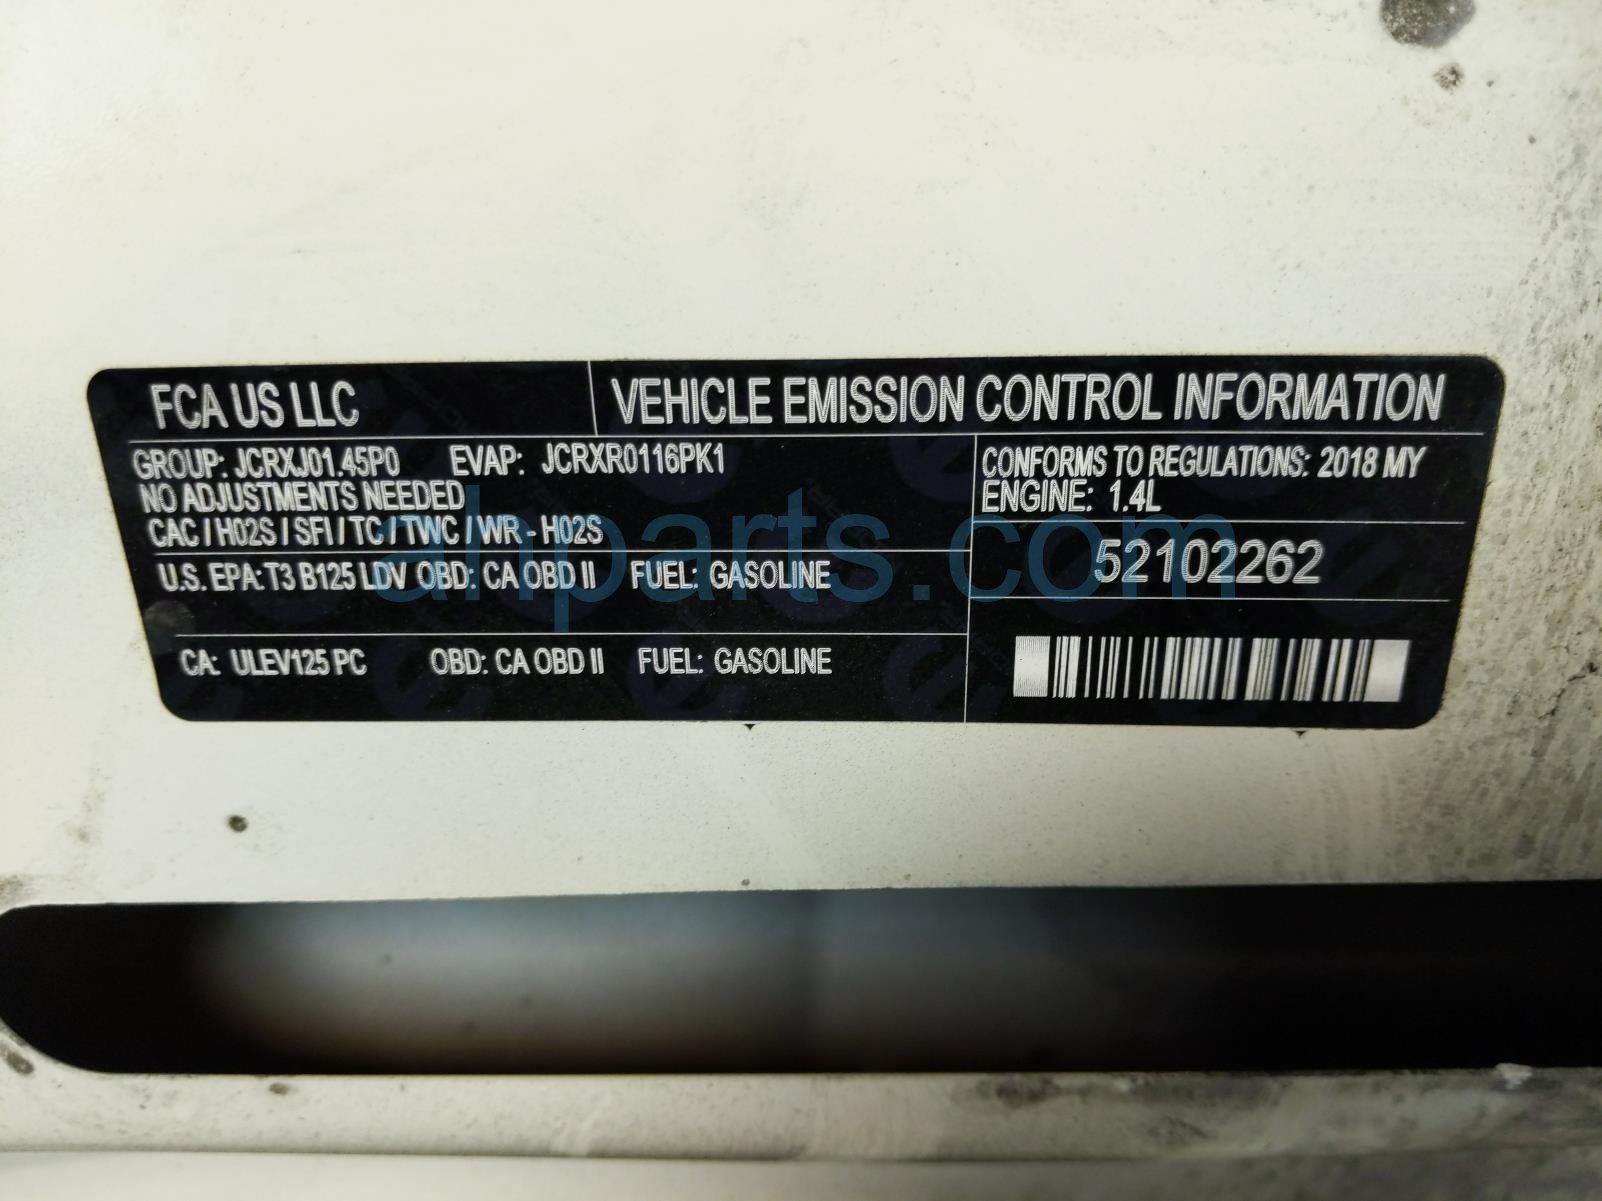 FCA US LLC VEHICLE EMISSION CONTROL INFORMATION
GROUP: JCRXJ01.45P0 EVAP: JCRXR0116PK1
NO ADJUSTMENTS NEEDED
CAC / H02S / SFI / TC / TWC / WR - H02S
U.S. EPA: T3 B125 LDV OBD: CA OBD II FUEL: GASOLINE
CA: ULEV125 PC OBD: CA OBD II FUEL: GASOLINE
CONFORMS TO REGULATIONS: 2018 MY
ENGINE: 1.4L
52102262
ahparts.com